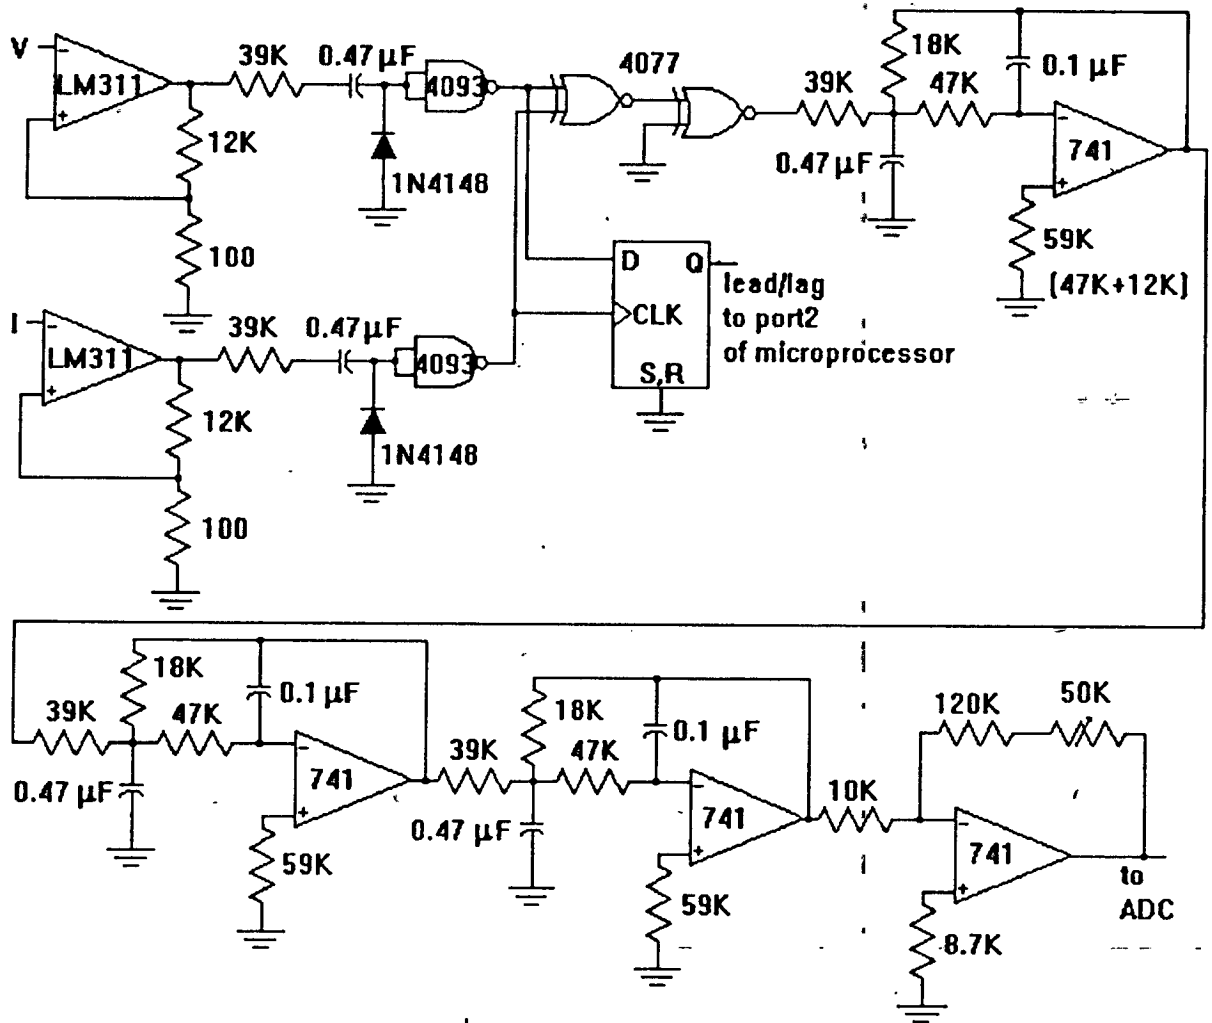 V
LM311
39K
0.47 µF
12K
100
1N4148
4093
4077
39K
18K
47K
0.1 µF
0.47 µF
741
59K
(47K+12K)
I
LM311
39K
0.47 µF
12K
100
1N4148
4093
D Q
CLK
S,R
lead/lag
to port2
of microprocessor
39K
18K
47K
0.1 µF
0.47 µF
741
59K
39K
18K
47K
0.1 µF
0.47 µF
741
59K
10K
120K
50K
741
8.7K
to
ADC